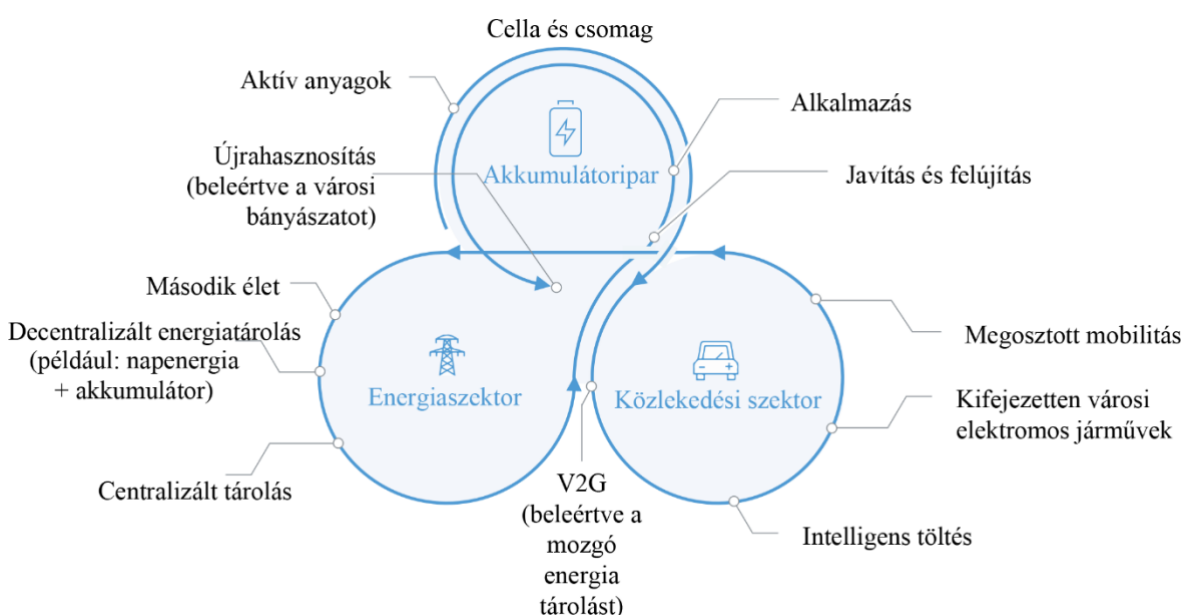 Cella és csomag
Aktív anyagok
Alkalmazás
Újrahasznosítás
(beleértve a városi
bányászatot)
Akkumulátoripar
Javítás és felújítás
Második élet
Decentralizált energiatárolás
(például: napenergia
+ akkumulátor)
Energiaszektor
Közlekedési szektor
Megosztott mobilitás
Kifejezetten városi
elektromos járművek
Centralizált tárolás
V2G
(beleértve a
mozgó
energia
tárolást)
Intelligens töltés